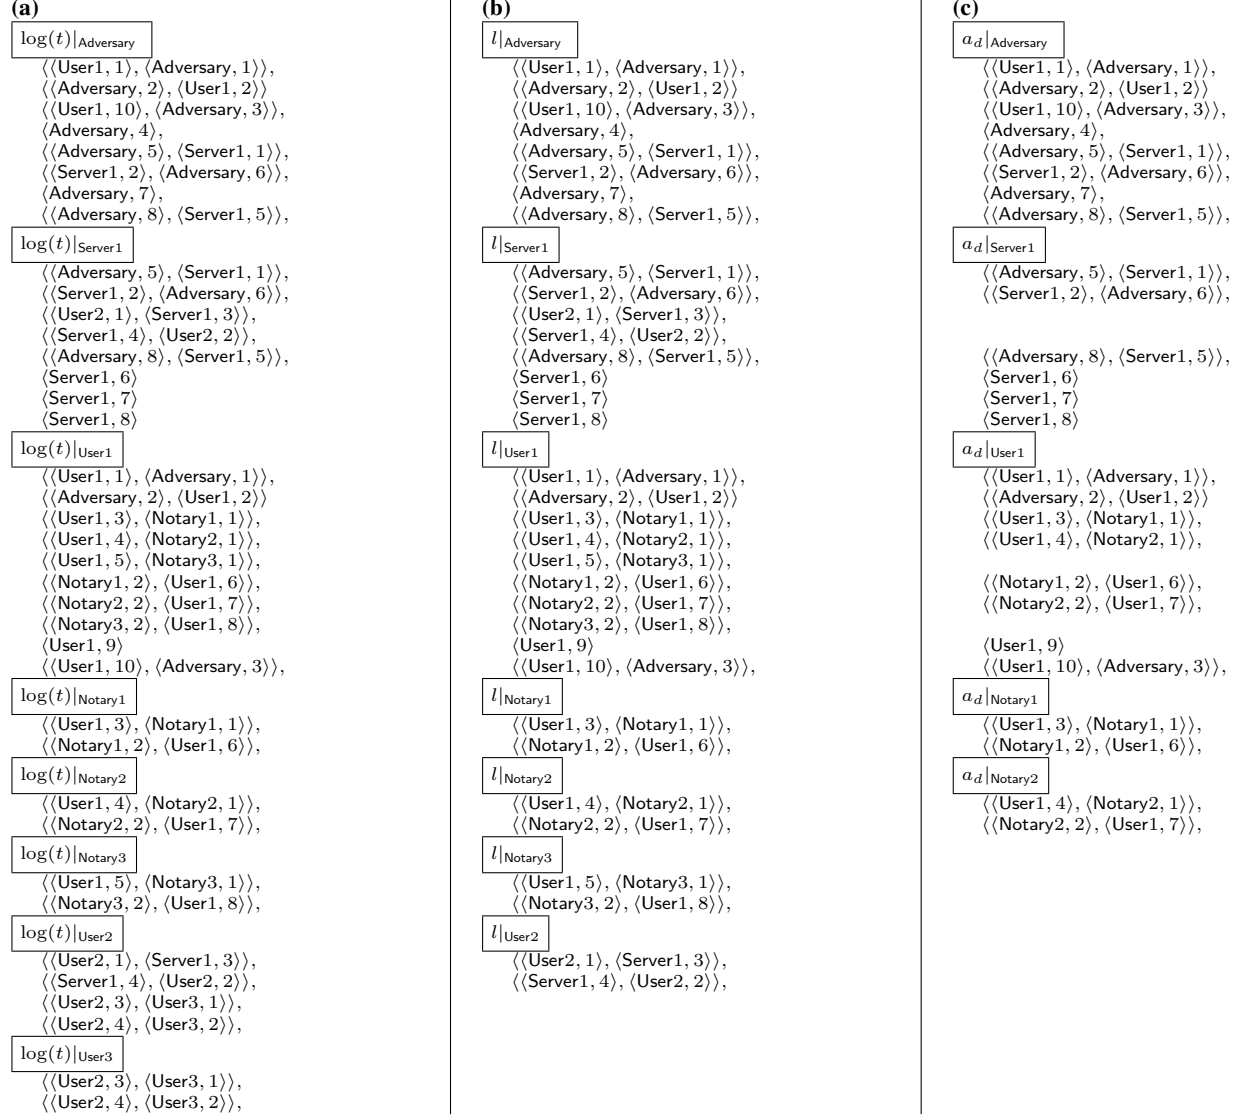 (a)
log(t)|Adversary
⟨⟨User1, 1⟩, ⟨Adversary, 1⟩⟩,
⟨⟨Adversary, 2⟩, ⟨User1, 2⟩⟩
⟨⟨User1, 10⟩, ⟨Adversary, 3⟩⟩,
⟨Adversary, 4⟩,
⟨⟨Adversary, 5⟩, ⟨Server1, 1⟩⟩,
⟨⟨Server1, 2⟩, ⟨Adversary, 6⟩⟩,
⟨Adversary, 7⟩,
⟨⟨Adversary, 8⟩, ⟨Server1, 5⟩⟩,
log(t)|Server1
⟨⟨Adversary, 5⟩, ⟨Server1, 1⟩⟩,
⟨⟨Server1, 2⟩, ⟨Adversary, 6⟩⟩,
⟨⟨User2, 1⟩, ⟨Server1, 3⟩⟩,
⟨⟨Server1, 4⟩, ⟨User2, 2⟩⟩,
⟨⟨Adversary, 8⟩, ⟨Server1, 5⟩⟩,
⟨Server1, 6⟩
⟨Server1, 7⟩
⟨Server1, 8⟩
log(t)|User1
⟨⟨User1, 1⟩, ⟨Adversary, 1⟩⟩,
⟨⟨Adversary, 2⟩, ⟨User1, 2⟩⟩
⟨⟨User1, 3⟩, ⟨Notary1, 1⟩⟩,
⟨⟨User1, 4⟩, ⟨Notary2, 1⟩⟩,
⟨⟨User1, 5⟩, ⟨Notary3, 1⟩⟩,
⟨⟨Notary1, 2⟩, ⟨User1, 6⟩⟩,
⟨⟨Notary2, 2⟩, ⟨User1, 7⟩⟩,
⟨⟨Notary3, 2⟩, ⟨User1, 8⟩⟩,
⟨User1, 9⟩
⟨⟨User1, 10⟩, ⟨Adversary, 3⟩⟩,
log(t)|Notary1
⟨⟨User1, 3⟩, ⟨Notary1, 1⟩⟩,
⟨⟨Notary1, 2⟩, ⟨User1, 6⟩⟩,
log(t)|Notary2
⟨⟨User1, 4⟩, ⟨Notary2, 1⟩⟩,
⟨⟨Notary2, 2⟩, ⟨User1, 7⟩⟩,
log(t)|Notary3
⟨⟨User1, 5⟩, ⟨Notary3, 1⟩⟩,
⟨⟨Notary3, 2⟩, ⟨User1, 8⟩⟩,
log(t)|User2
⟨⟨User2, 1⟩, ⟨Server1, 3⟩⟩,
⟨⟨Server1, 4⟩, ⟨User2, 2⟩⟩,
⟨⟨User2, 3⟩, ⟨User3, 1⟩⟩,
⟨⟨User2, 4⟩, ⟨User3, 2⟩⟩,
log(t)|User3
⟨⟨User2, 3⟩, ⟨User3, 1⟩⟩,
⟨⟨User2, 4⟩, ⟨User3, 2⟩⟩,
(b)
l|Adversary
⟨⟨User1, 1⟩, ⟨Adversary, 1⟩⟩,
⟨⟨Adversary, 2⟩, ⟨User1, 2⟩⟩
⟨⟨User1, 10⟩, ⟨Adversary, 3⟩⟩,
⟨Adversary, 4⟩,
⟨⟨Adversary, 5⟩, ⟨Server1, 1⟩⟩,
⟨⟨Server1, 2⟩, ⟨Adversary, 6⟩⟩,
⟨Adversary, 7⟩,
⟨⟨Adversary, 8⟩, ⟨Server1, 5⟩⟩,
l|Server1
⟨⟨Adversary, 5⟩, ⟨Server1, 1⟩⟩,
⟨⟨Server1, 2⟩, ⟨Adversary, 6⟩⟩,
⟨⟨User2, 1⟩, ⟨Server1, 3⟩⟩,
⟨⟨Server1, 4⟩, ⟨User2, 2⟩⟩,
⟨⟨Adversary, 8⟩, ⟨Server1, 5⟩⟩,
⟨Server1, 6⟩
⟨Server1, 7⟩
⟨Server1, 8⟩
l|User1
⟨⟨User1, 1⟩, ⟨Adversary, 1⟩⟩,
⟨⟨Adversary, 2⟩, ⟨User1, 2⟩⟩
⟨⟨User1, 3⟩, ⟨Notary1, 1⟩⟩,
⟨⟨User1, 4⟩, ⟨Notary2, 1⟩⟩,
⟨⟨User1, 5⟩, ⟨Notary3, 1⟩⟩,
⟨⟨Notary1, 2⟩, ⟨User1, 6⟩⟩,
⟨⟨Notary2, 2⟩, ⟨User1, 7⟩⟩,
⟨⟨Notary3, 2⟩, ⟨User1, 8⟩⟩,
⟨User1, 9⟩
⟨⟨User1, 10⟩, ⟨Adversary, 3⟩⟩,
l|Notary1
⟨⟨User1, 3⟩, ⟨Notary1, 1⟩⟩,
⟨⟨Notary1, 2⟩, ⟨User1, 6⟩⟩,
l|Notary2
⟨⟨User1, 4⟩, ⟨Notary2, 1⟩⟩,
⟨⟨Notary2, 2⟩, ⟨User1, 7⟩⟩,
l|Notary3
⟨⟨User1, 5⟩, ⟨Notary3, 1⟩⟩,
⟨⟨Notary3, 2⟩, ⟨User1, 8⟩⟩,
l|User2
⟨⟨User2, 1⟩, ⟨Server1, 3⟩⟩,
⟨⟨Server1, 4⟩, ⟨User2, 2⟩⟩,
(c)
a_d|Adversary
⟨⟨User1, 1⟩, ⟨Adversary, 1⟩⟩,
⟨⟨Adversary, 2⟩, ⟨User1, 2⟩⟩
⟨⟨User1, 10⟩, ⟨Adversary, 3⟩⟩,
⟨Adversary, 4⟩,
⟨⟨Adversary, 5⟩, ⟨Server1, 1⟩⟩,
⟨⟨Server1, 2⟩, ⟨Adversary, 6⟩⟩,
⟨Adversary, 7⟩,
⟨⟨Adversary, 8⟩, ⟨Server1, 5⟩⟩,
a_d|Server1
⟨⟨Adversary, 5⟩, ⟨Server1, 1⟩⟩,
⟨⟨Server1, 2⟩, ⟨Adversary, 6⟩⟩,
⟨⟨Adversary, 8⟩, ⟨Server1, 5⟩⟩,
⟨Server1, 6⟩
⟨Server1, 7⟩
⟨Server1, 8⟩
a_d|User1
⟨⟨User1, 1⟩, ⟨Adversary, 1⟩⟩,
⟨⟨Adversary, 2⟩, ⟨User1, 2⟩⟩
⟨⟨User1, 3⟩, ⟨Notary1, 1⟩⟩,
⟨⟨User1, 4⟩, ⟨Notary2, 1⟩⟩,
⟨⟨Notary1, 2⟩, ⟨User1, 6⟩⟩,
⟨⟨Notary2, 2⟩, ⟨User1, 7⟩⟩,
⟨User1, 9⟩
⟨⟨User1, 10⟩, ⟨Adversary, 3⟩⟩,
a_d|Notary1
⟨⟨User1, 3⟩, ⟨Notary1, 1⟩⟩,
⟨⟨Notary1, 2⟩, ⟨User1, 6⟩⟩,
a_d|Notary2
⟨⟨User1, 4⟩, ⟨Notary2, 1⟩⟩,
⟨⟨Notary2, 2⟩, ⟨User1, 7⟩⟩,